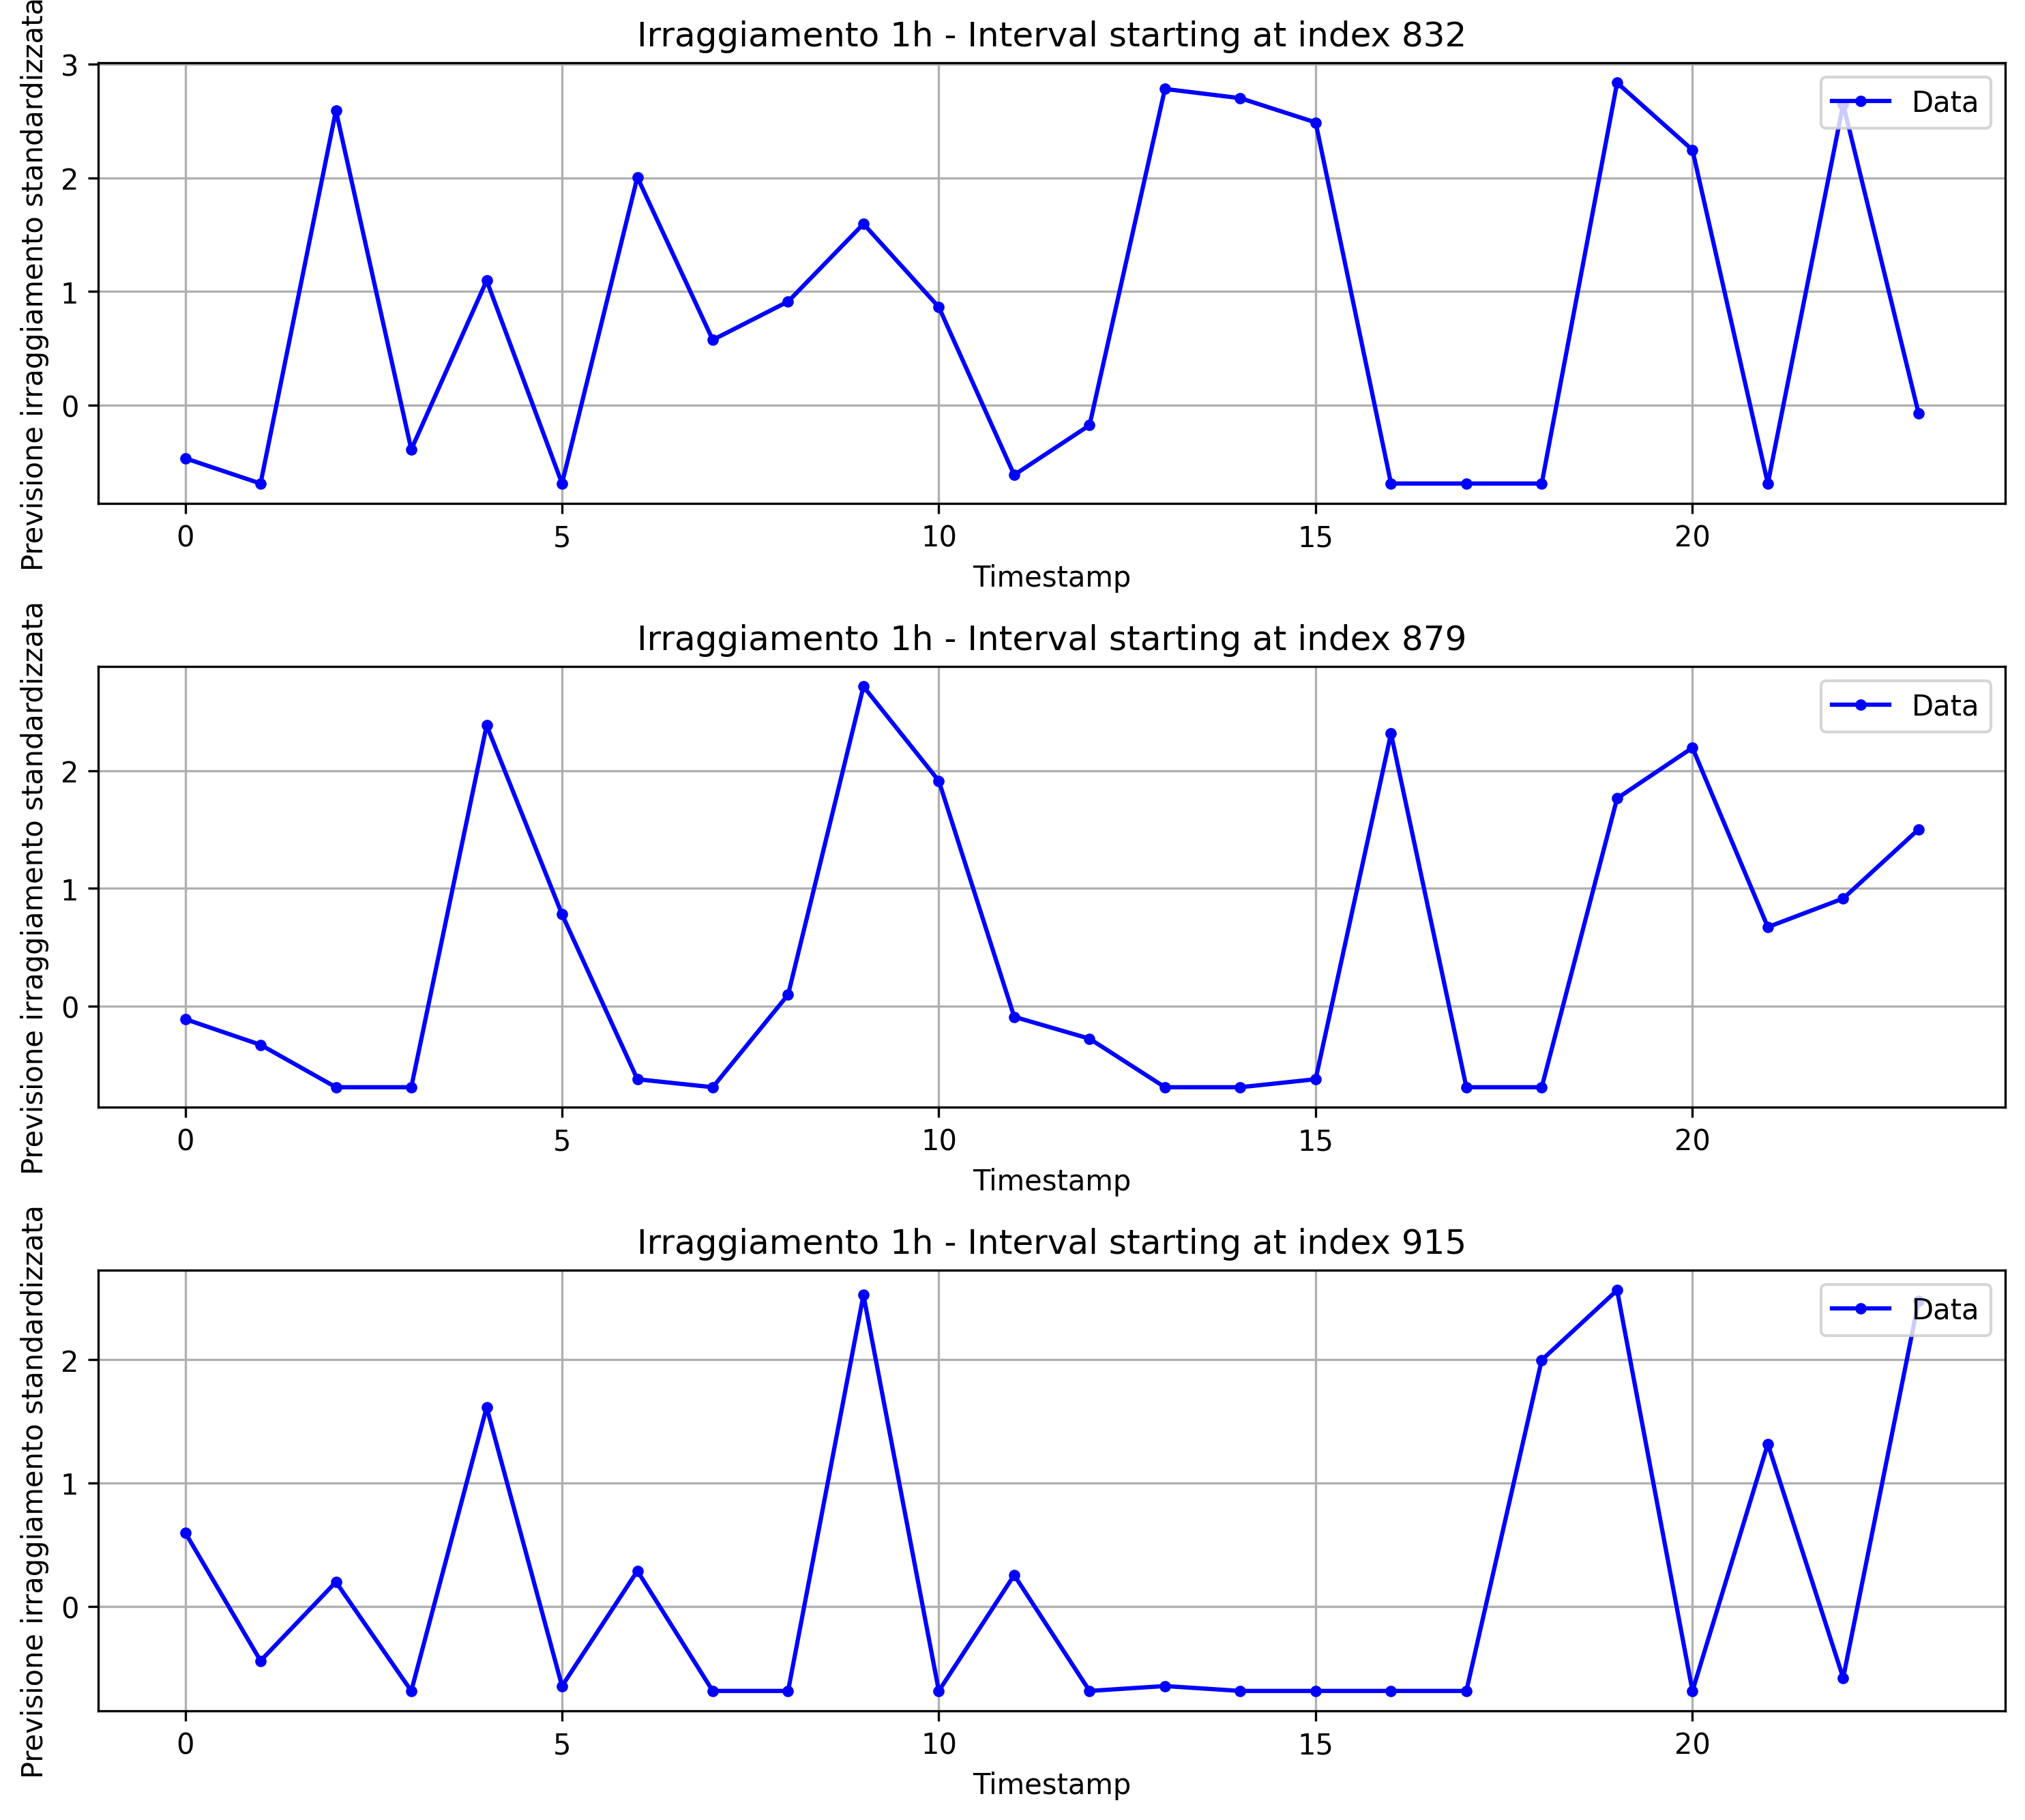 Irraggiamento 1h - Interval starting at index 832
Previsione irraggiamento standardizzata
3
2
1
0
Data
0 5 10 15 20
Timestamp
Irraggiamento 1h - Interval starting at index 879
Previsione irraggiamento standardizzata
2
1
0
Data
0 5 10 15 20
Timestamp
Irraggiamento 1h - Interval starting at index 915
Previsione irraggiamento standardizzata
2
1
0
Data
0 5 10 15 20
Timestamp